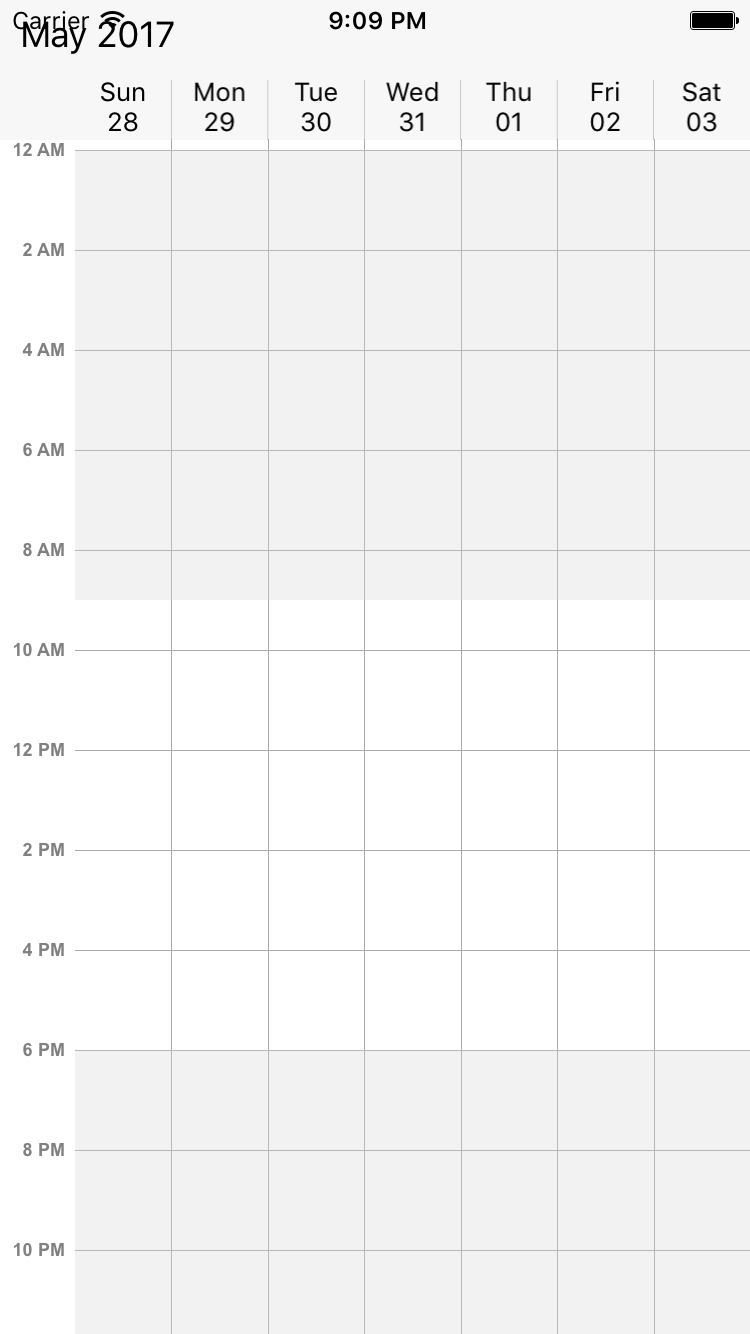 Carrier 9:09 PM
May 2017
Sun Mon Tue Wed Thu Fri Sat
28 29 30 31 01 02 03
12 AM
2 AM
4 AM
6 AM
8 AM
10 AM
12 PM
2 PM
4 PM
6 PM
8 PM
10 PM